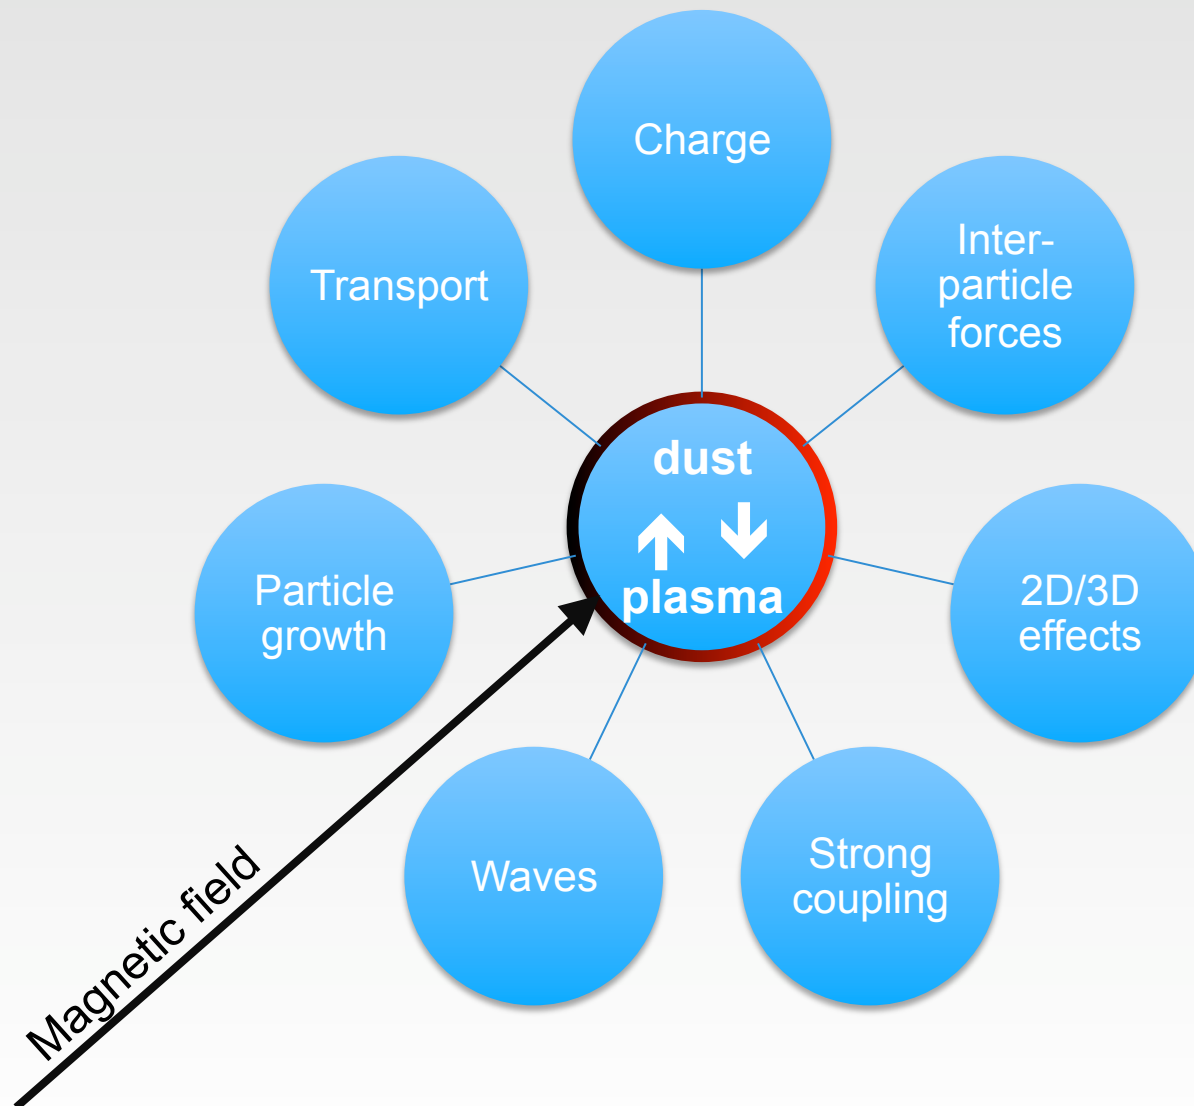 Charge
Transport
Inter-
particle
forces
dust
plasma
Particle
growth
2D/3D
effects
Waves
Strong
coupling
Magnetic field